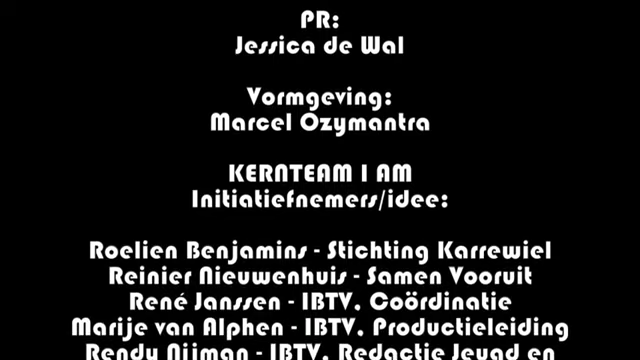 PR:
Jessica de Wal
Vormgeving:
Marcel Ozymantra
KERNTEAM I AM
Initiatiefnemers/idee:
Roelien Benjamins - Stichting Karrewiel
Reinier Nieuwenhuis - Samen Vooruit
René Janssen - IBTV, Coördinatie
Marije van Alphen - IBTV, Productieleiding
Rendy Nijman - IBTV, Redactie Jeugd en